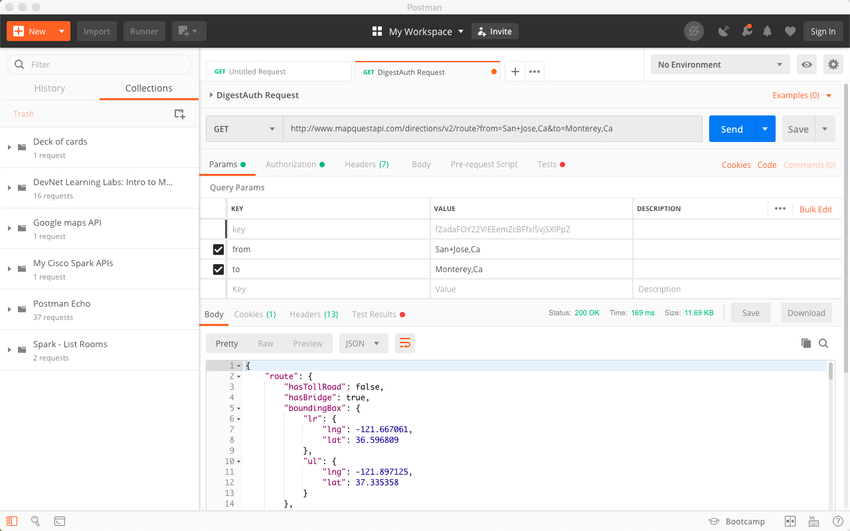 Postman
New Import Runner My Workspace Invite Sign In
Filter
History Collections
Trash
Deck of cards
1 request
DevNet Learning Labs: Intro to M...
16 requests
Google maps API
1 request
My Cisco Spark APIs
1 request
Postman Echo
37 requests
Spark - List Rooms
2 requests
GET Untitled Request GET DigestAuth Request + ••• No Environment
DigestAuth Request Examples (0)
GET http://www.mapquestapi.com/directions/v2/route?from=San+Jose,Ca&to=Monterey,Ca Send Save
Params Authorization Headers (7) Body Pre-request Script Tests Cookies Code Comments (0)
Query Params
KEY VALUE DESCRIPTION ••• Bulk Edit
key
from San+Jose,Ca
to Monterey,Ca
Key Value Description
Body Cookies (1) Headers (13) Test Results Status: 200 OK Time: 169 ms Size: 11.69 KB Save Download
Pretty Raw Preview JSON
1 {
2 "route": {
3 "hasTollRoad": false,
4 "hasBridge": true,
5 "boundingBox": {
6 "lr": {
7 "lng": -121.667061,
8 "lat": 36.596809
9 },
10 "ul": {
11 "lng": -121.897125,
12 "lat": 37.335358
13 }
14 },
Bootcamp